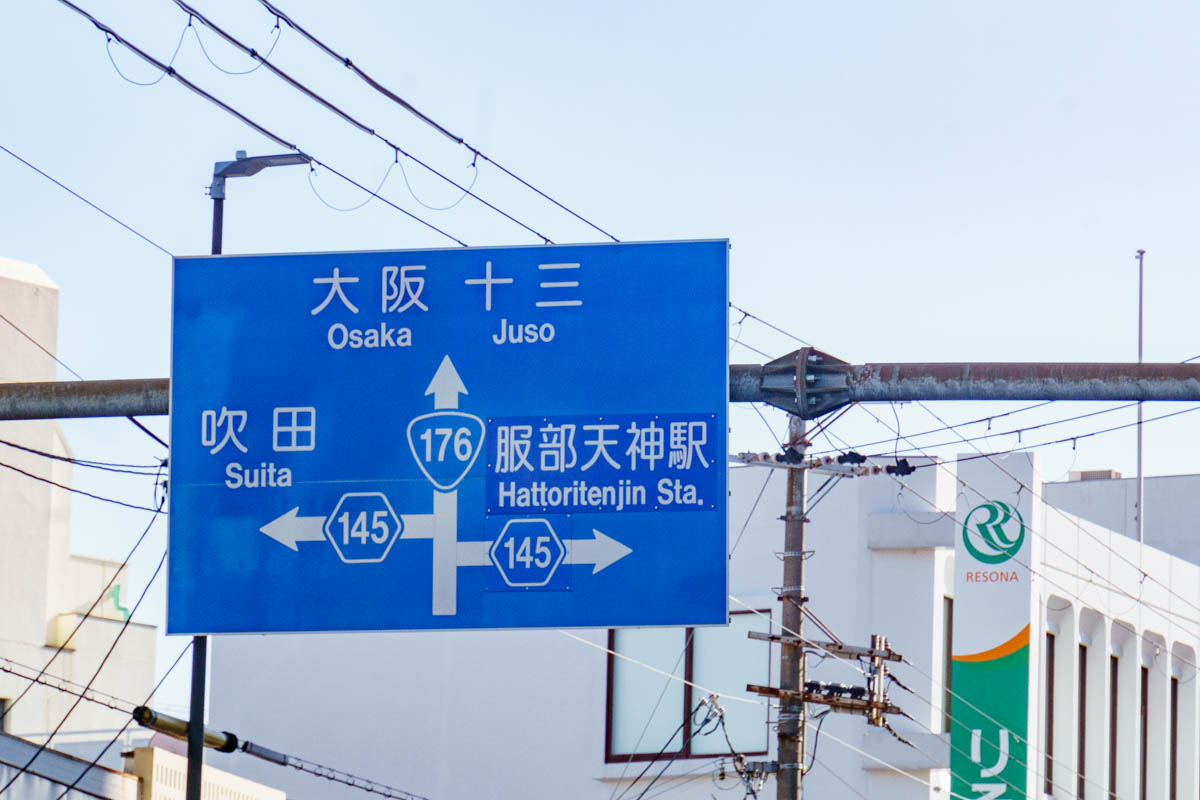 大阪 十三
Osaka Juso
吹田
Suita
176
服部天神駅
Hattoritenjin Sta.
145
145
RESONA
り